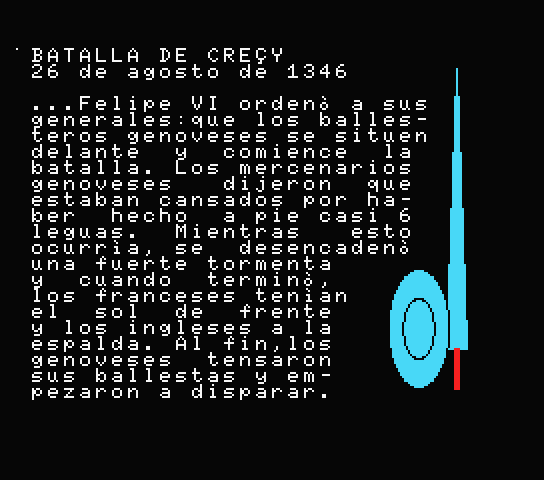 BATALLA DE CREÇY
26 de agosto de 1346
...Felipe VI ordenò a sus
generales:que los balles-
teros genoveses se situen
delante y comience la
batalla. Los mercenarios
genoveses dijeron que
estaban cansados por ha-
ber hecho a pie casi 6
leguas. Mientras esto
ocurrìa, se desencadenò
una fuerte tormenta
y cuando terminò,
los franceses tenìan
el sol de frente
y los ingleses a la
espalda. Al fin,los
genoveses tensaron
sus ballestas y em-
pezaron a disparar.